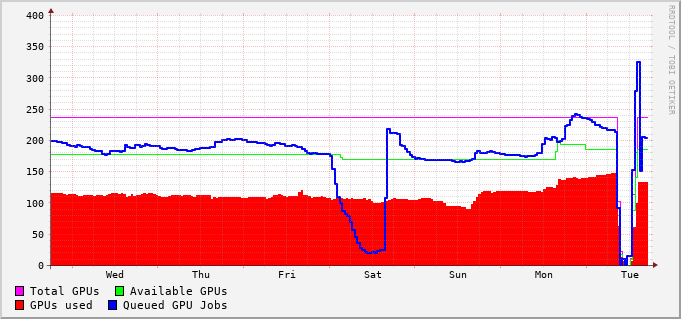 400
350
300
250
200
150
100
50
0
Wed Thu Fri Sat Sun Mon Tue
Total GPUs Available GPUs
GPUs used Queued GPU Jobs
RRDTOOL / TOBI OETIKER